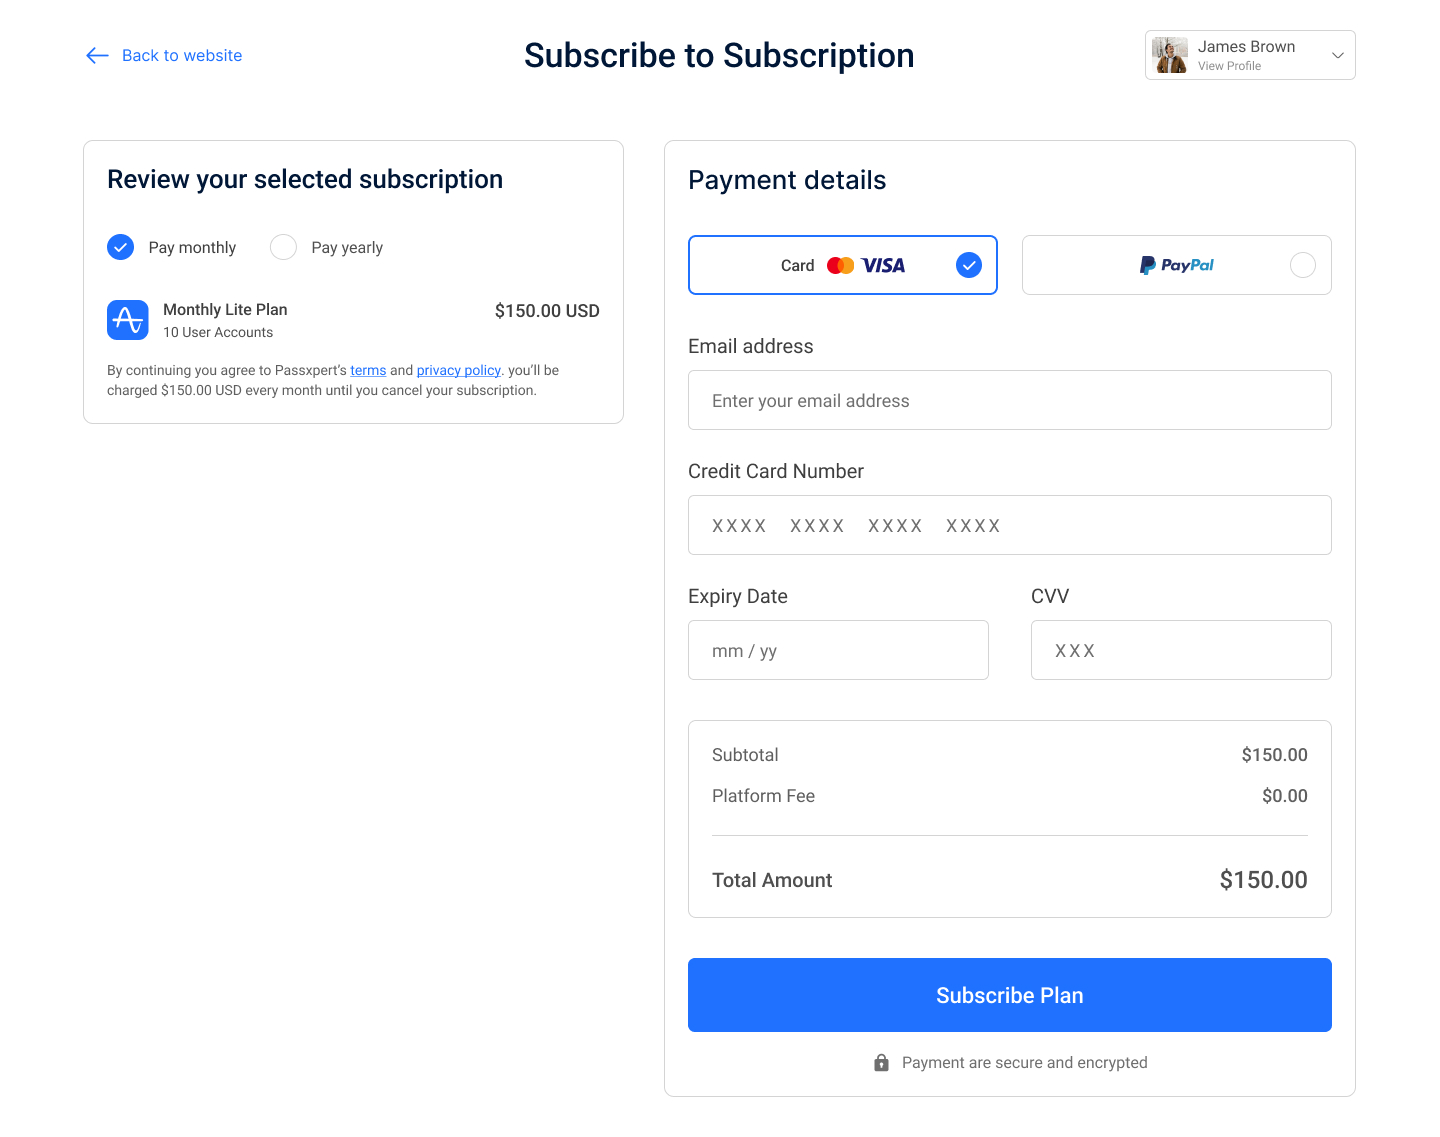 Back to website
Subscribe to Subscription
James Brown
View Profile
Review your selected subscription
Pay monthly
Pay yearly
Monthly Lite Plan
$150.00 USD
10 User Accounts
By continuing you agree to Passxpert’s terms and privacy policy. you’ll be
charged $150.00 USD every month until you cancel your subscription.
Payment details
Card VISA
PayPal
Email address
Enter your email address
Credit Card Number
XXXX XXXX XXXX XXXX
Expiry Date
CVV
mm / yy
XXX
Subtotal
$150.00
Platform Fee
$0.00
Total Amount
$150.00
Subscribe Plan
Payment are secure and encrypted